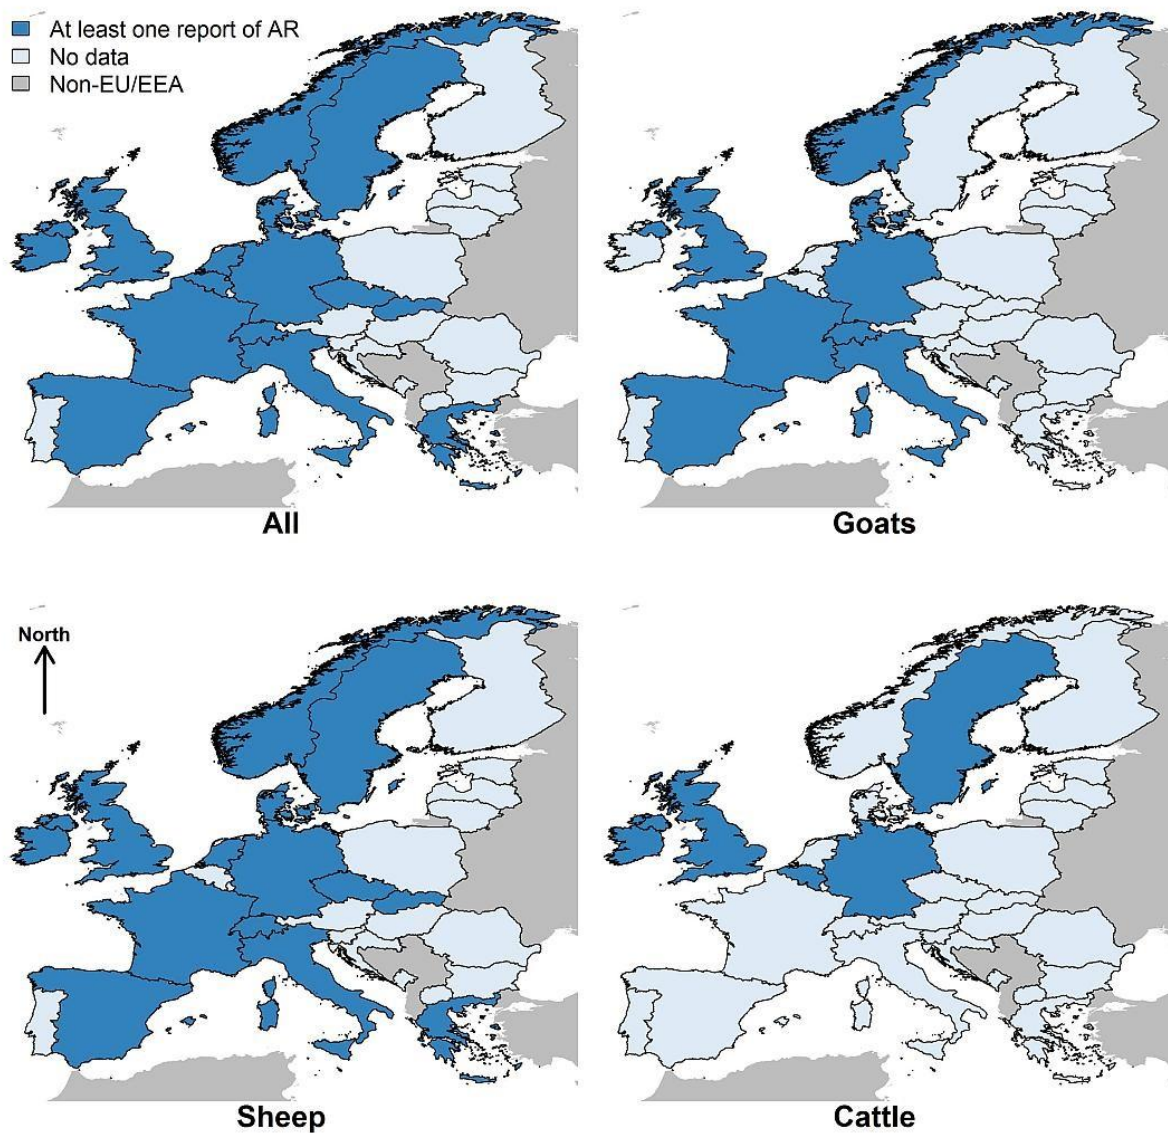 At least one report of AR
No data
Non-EU/EEA
All
Goats
North
Sheep
Cattle